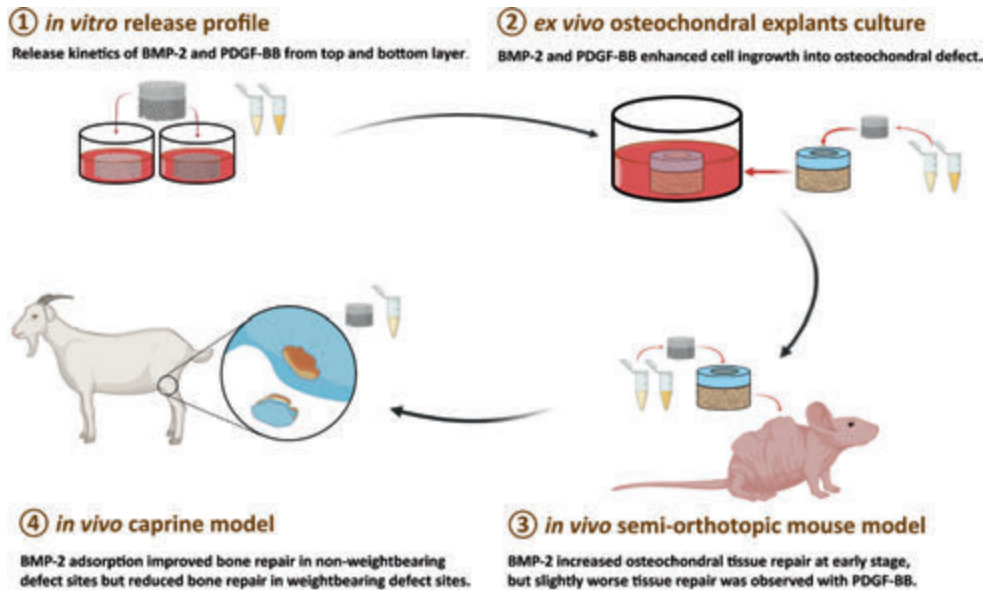 ① in vitro release profile
Release kinetics of BMP-2 and PDGF-BB from top and bottom layer.
② ex vivo osteochondral explants culture
BMP-2 and PDGF-BB enhanced cell ingrowth into osteochondral defect.
③ in vivo semi-orthotopic mouse model
BMP-2 increased osteochondral tissue repair at early stage,
but slightly worse tissue repair was observed with PDGF-BB.
④ in vivo caprine model
BMP-2 adsorption improved bone repair in non-weightbearing
defect sites but reduced bone repair in weightbearing defect sites.